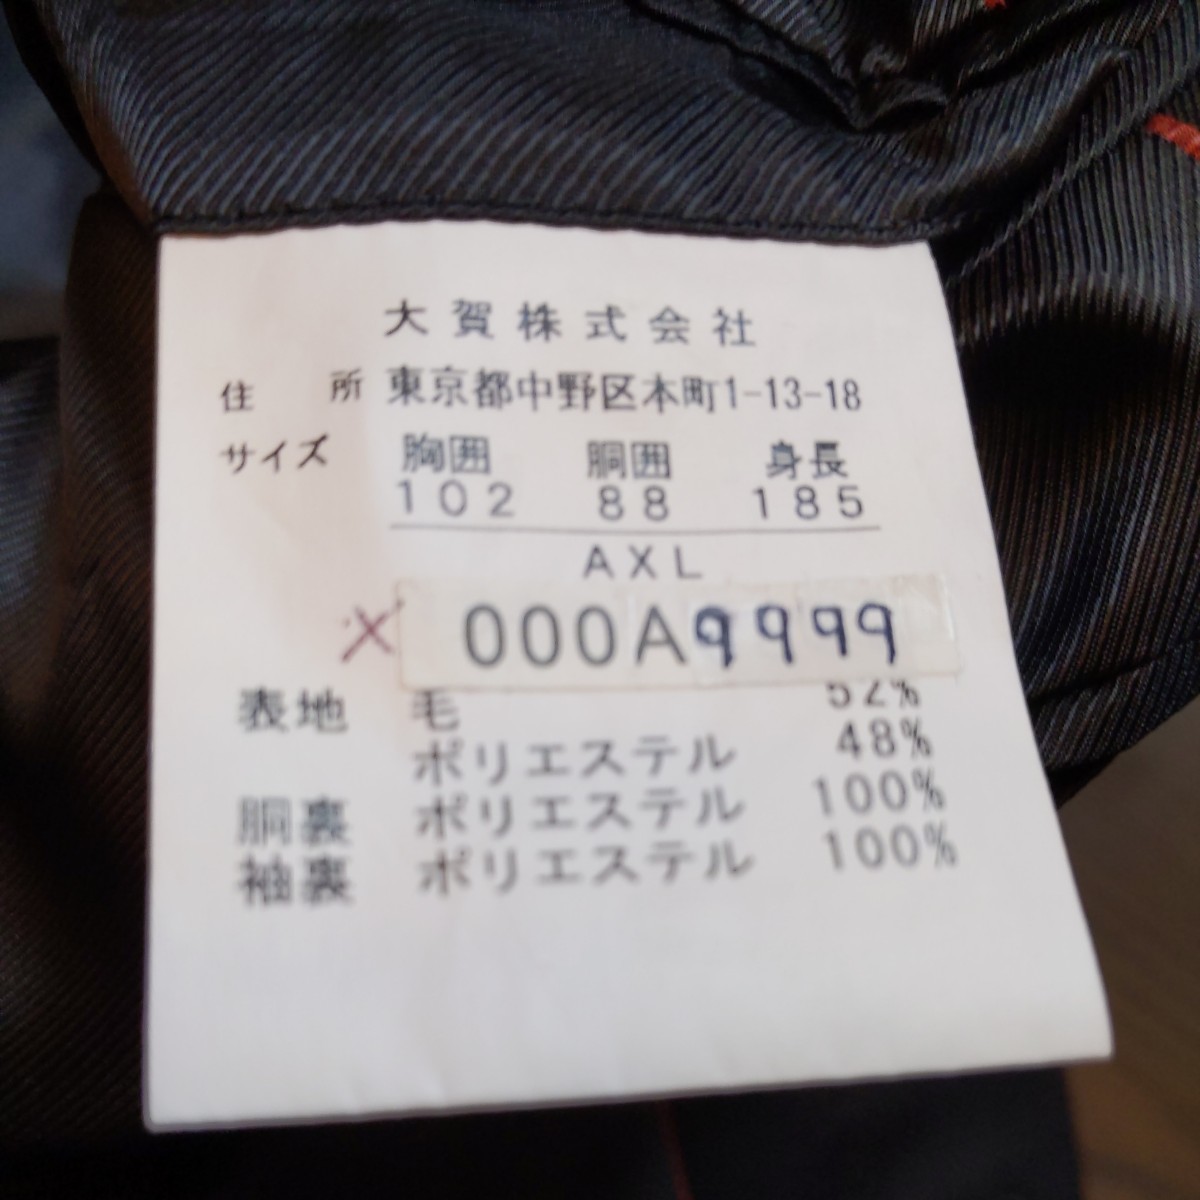 大賀株式会社
住所 東京都中野区本町1-13-18
サイズ 胸囲 胴囲 身長
102 88 185
AXL
× 000A9999
表地 毛 52%
ポリエステル 48%
胴裏 ポリエステル 100%
袖裏 ポリエステル 100%